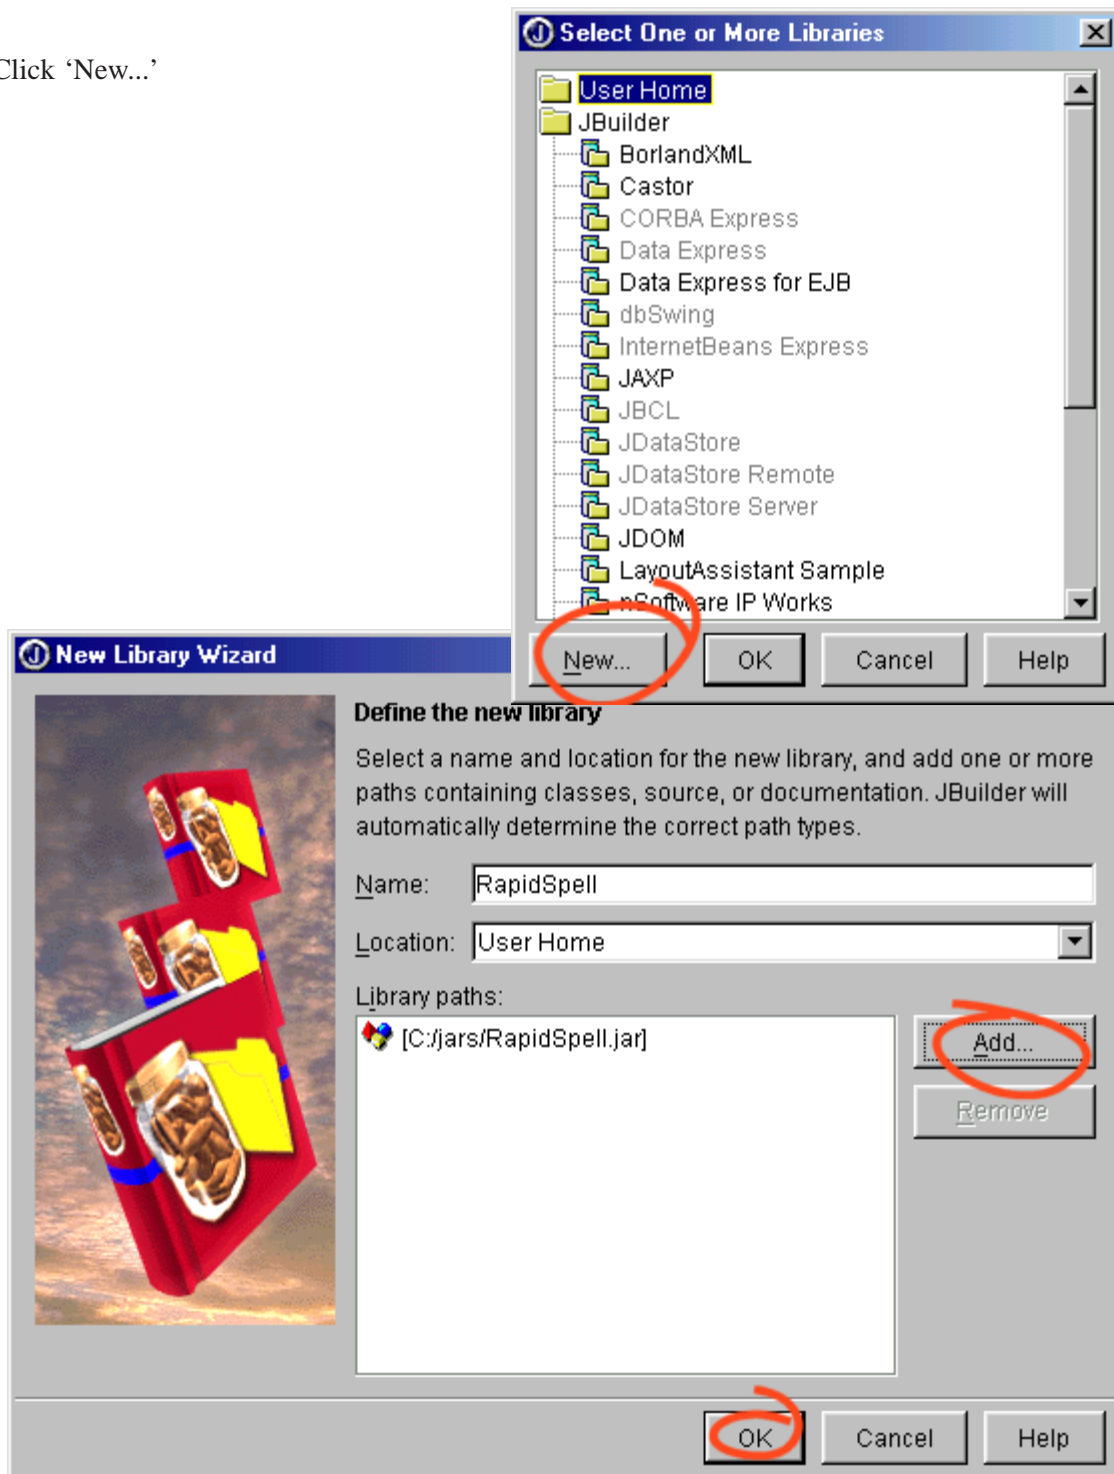 Click ‘New...’
Select One or More Libraries
User Home
JBuilder
BorlandXML
Castor
CORBA Express
Data Express
Data Express for EJB
dbSwing
InternetBeans Express
JAXP
JBCL
JDataStore
JDataStore Remote
JDataStore Server
JDOM
LayoutAssistant Sample
nSoftware IP Works
New... OK Cancel Help
New Library Wizard
Define the new library
Select a name and location for the new library, and add one or more
paths containing classes, source, or documentation. JBuilder will
automatically determine the correct path types.
Name: RapidSpell
Location: User Home
Library paths:
[C:/jars/RapidSpell.jar]
Add...
Remove
OK Cancel Help